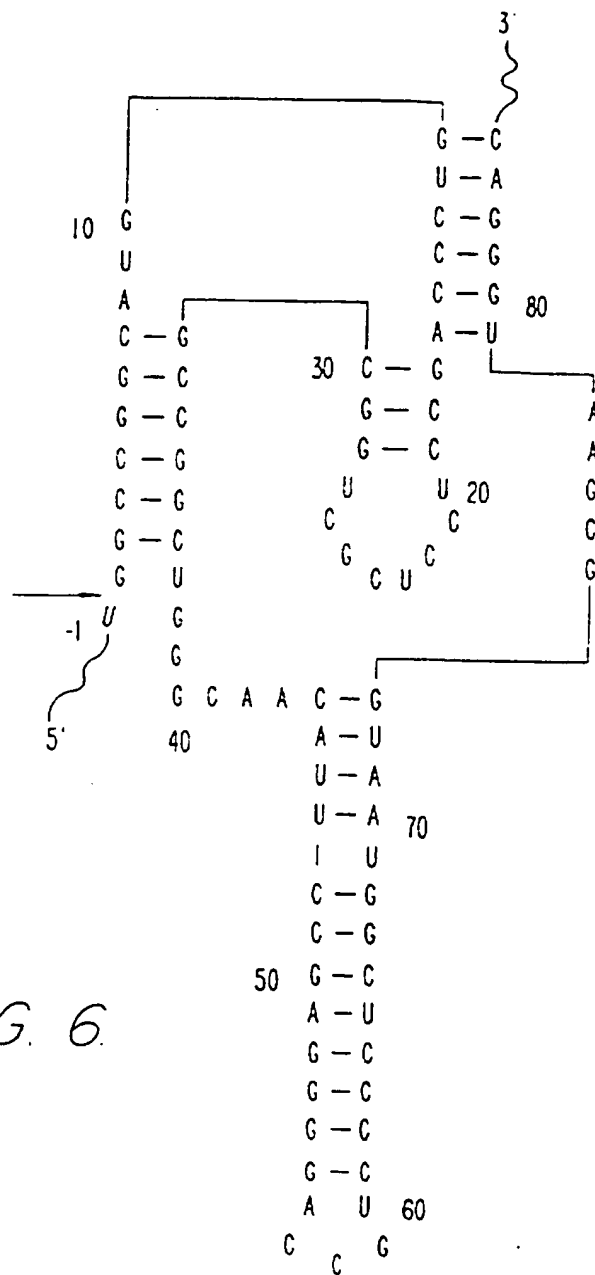 3'
G — C
U — A
C — G
10 G C — G
U C — G
A A — U 80
C — G
G — C 30 C — G
G — C G — C A
C — G G — C A
C — G U U 20 G
G — C C C C
G U G C U C G
-1 U G
5' G
G C A A C — G
40 A — U
U — A
U — A 70
I U
C — G
C — G
50 G — C
A — U
G — C
G — C
G — C
G — C
A U 60
C C G
G. 6.